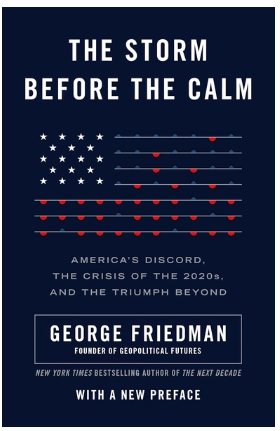 THE STORM
BEFORE THE CALM
AMERICA'S DISCORD,
THE CRISIS OF THE 2020s,
AND THE TRIUMPH BEYOND
GEORGE FRIEDMAN
FOUNDER OF GEOPOLITICAL FUTURES
NEW YORK TIMES BESTSELLING AUTHOR OF THE NEXT DECADE
WITH A NEW PREFACE